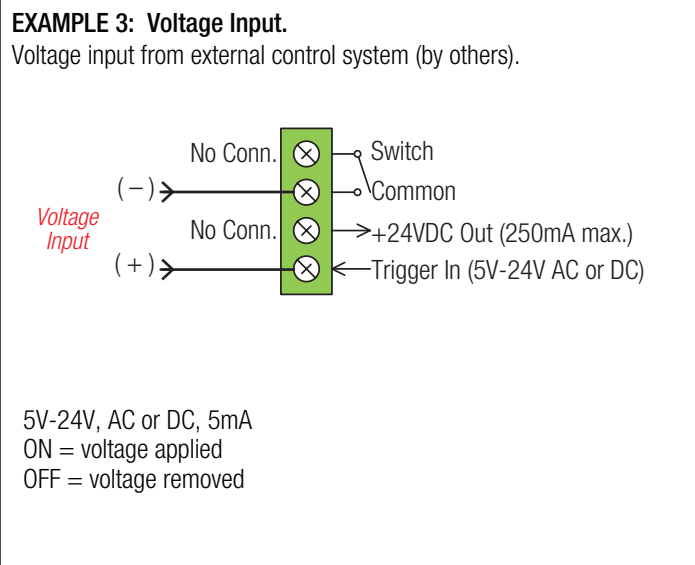 EXAMPLE 3: Voltage Input.
Voltage input from external control system (by others).
No Conn. Switch
(−) Common
Voltage
Input
No Conn. +24VDC Out (250mA max.)
(+) Trigger In (5V-24V AC or DC)
5V-24V, AC or DC, 5mA
ON = voltage applied
OFF = voltage removed